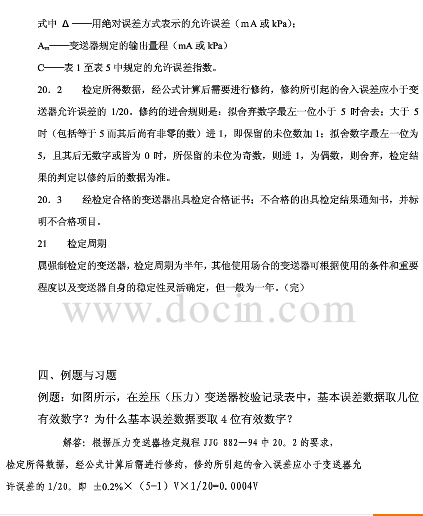 式中 Δ ——用绝对误差方式表示的允许误差（mA 或 kPa）；
Am——变送器规定的输出量程（mA 或 kPa）
C——表 1 至表 5 中规定的允许误差指数。
20．2 检定所得数据，经公式计算后需要进行修约，修约所引起的舍入误差应小于变
送器允许误差的 1/20。修约的进舍规则是：拟舍弃数字最左一位小于 5 时舍去；大于 5
时（包括等于 5 而其后尚有非零的数）进 1，即保留的末位数加 1；拟舍数字最左一位为
5，且其后无数字或皆为 0 时，所保留的末位为奇数，则进 1，为偶数，则舍弃，检定结
果的判定以修约后的数据为准。
20．3 经检定合格的变送器出具检定合格证书；不合格的出具检定结果通知书，并标
明不合格项目。
21 检定周期
属强制检定的变送器，检定周期为半年，其他使用场合的变送器可根据使用的条件和重要
程度以及变送器自身的稳定性灵活确定，但一般为一年。（完）
www.docin.com
四、例题与习题
例题：如图所示，在差压（压力）变送器校验记录表中，基本误差数据取几位
有效数字？为什么基本误差数据要取 4 位有效数字？
解答：根据压力变送器检定规程 JJG 882—94 中 20。2 的要求，
检定所得数据，经公式计算后需进行修约，修约所引起的舍入误差应小于变送器允
许误差的 1/20。即 ±0.2%×（5-1）V×1/20=0.0004V